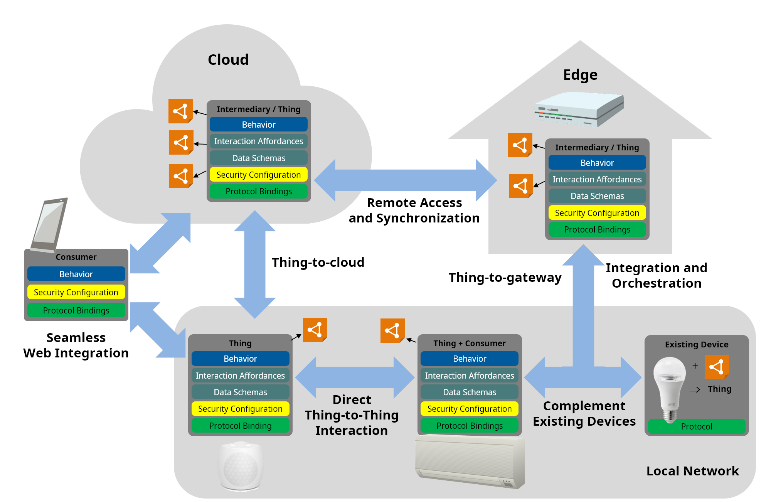 Cloud
Intermediary / Thing
Behavior
Interaction Affordances
Data Schemas
Security Configuration
Protocol Bindings
Edge
Intermediary / Thing
Behavior
Interaction Affordances
Data Schemas
Security Configuration
Protocol Bindings
Remote Access
and Synchronization
Consumer
Behavior
Security Configuration
Protocol Bindings
Seamless
Web Integration
Thing-to-cloud
Thing-to-gateway
Integration and
Orchestration
Thing
Behavior
Interaction Affordances
Data Schemas
Security Configuration
Protocol Binding
Direct
Thing-to-Thing
Interaction
Thing + Consumer
Behavior
Interaction Affordances
Data Schemas
Security Configuration
Protocol Bindings
Complement
Existing Devices
Existing Device
+
--> Thing
Protocol
Local Network